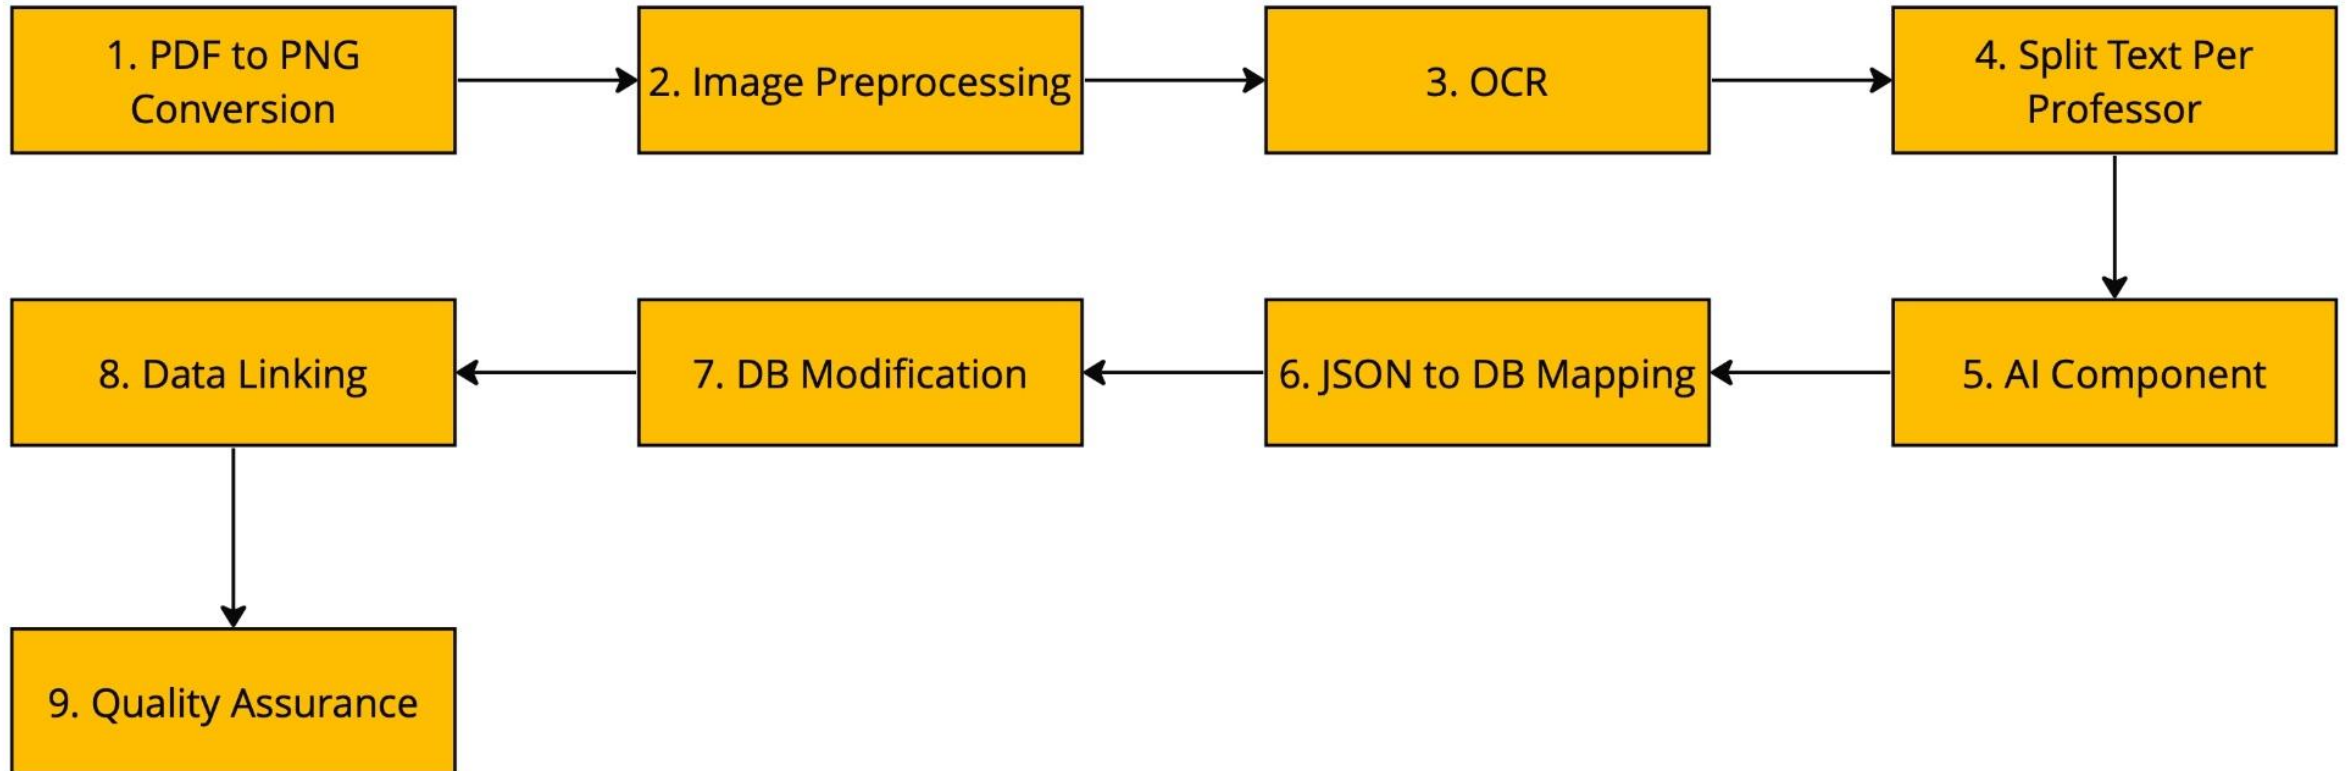 1. PDF to PNG
Conversion
2. Image Preprocessing
3. OCR
4. Split Text Per
Professor
5. AI Component
6. JSON to DB Mapping
7. DB Modification
8. Data Linking
9. Quality Assurance